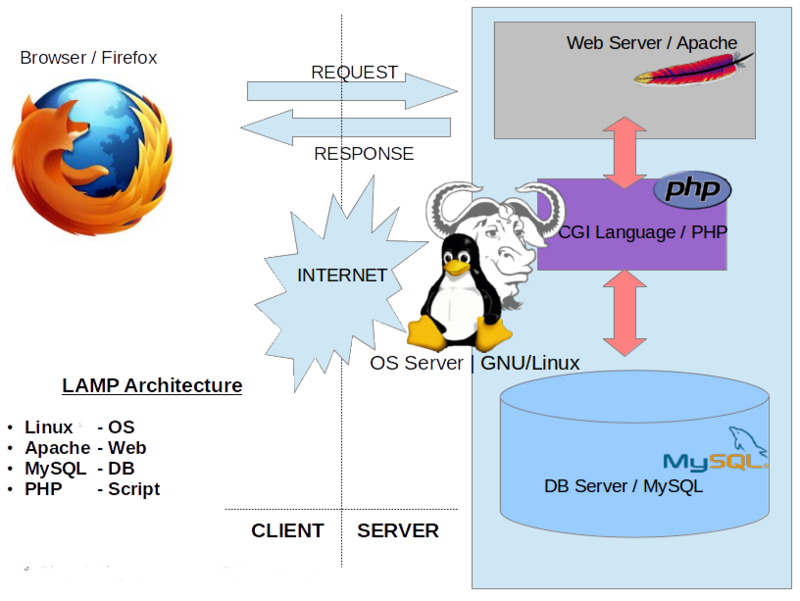 Browser / Firefox
REQUEST
RESPONSE
Web Server / Apache
php
CGI Language / PHP
INTERNET
OS Server | GNU/Linux
MySQL
DB Server / MySQL
LAMP Architecture
• Linux - OS
• Apache - Web
• MySQL - DB
• PHP - Script
CLIENT
SERVER